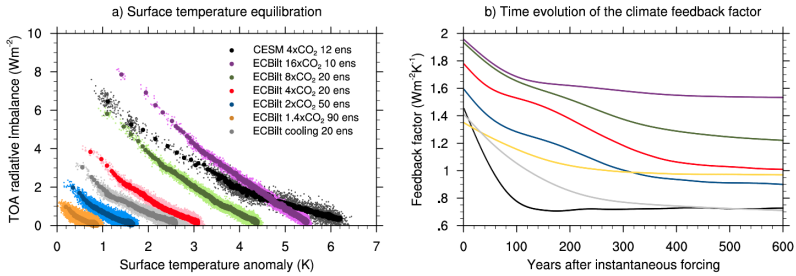 a) Surface temperature equilibration
TOA radiative imbalance (Wm⁻²)
10
8
6
4
2
0
CESM 4xCO₂ 12 ens
ECBilt 16xCO₂ 10 ens
ECBilt 8xCO₂ 20 ens
ECBilt 4xCO₂ 20 ens
ECBilt 2xCO₂ 50 ens
ECBilt 1.4xCO₂ 90 ens
ECBilt cooling 20 ens
0 1 2 3 4 5 6 7
Surface temperature anomaly (K)
b) Time evolution of the climate feedback factor
Feedback factor (Wm⁻²K⁻¹)
2
1.8
1.6
1.4
1.2
1
.8
.6
0 100 200 300 400 500 600
Years after instantaneous forcing